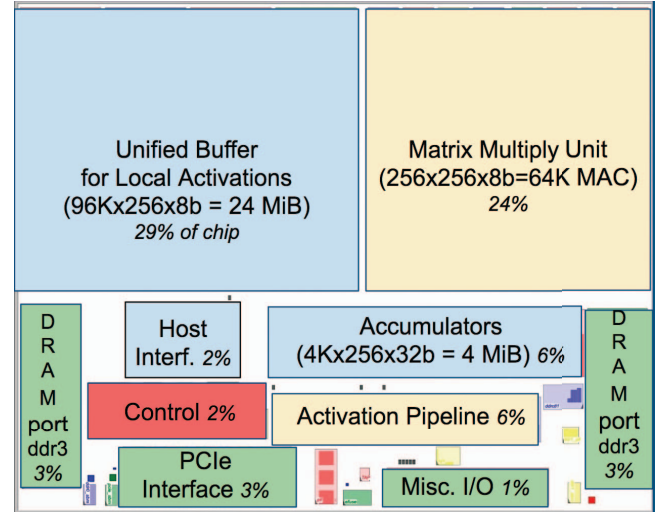 Unified Buffer
for Local Activations
(96Kx256x8b = 24 MiB)
29% of chip
Matrix Multiply Unit
(256x256x8b=64K MAC)
24%
D
R
A
M
port
ddr3
3%
Host
Interf. 2%
Accumulators
(4Kx256x32b = 4 MiB) 6%
D
R
A
M
port
ddr3
3%
Control 2%
Activation Pipeline 6%
PCIe
Interface 3%
Misc. I/O 1%